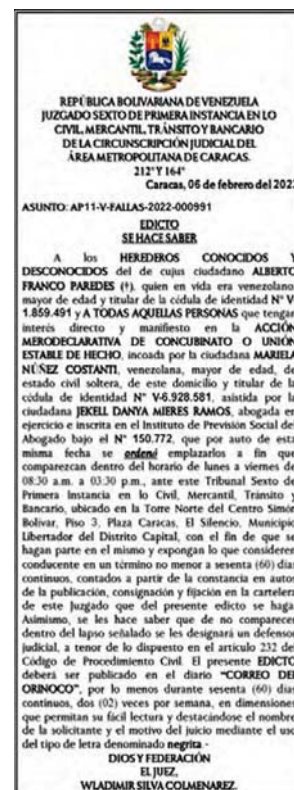 REPÚBLICA BOLIVARIANA DE VENEZUELA
JUZGADO SEXTO DE PRIMERA INSTANCIA EN LO
CIVIL, MERCANTIL, TRÁNSITO Y BANCARIO
DE LA CIRCUNSCRIPCIÓN JUDICIAL DEL
ÁREA METROPOLITANA DE CARACAS.
212° Y 164°
Caracas, 06 de febrero del 2023
ASUNTO: AP11-V-FALLAS-2022-000991
EDICTO
SE HACE SABER
A los HEREDEROS CONOCIDOS Y
DESCONOCIDOS del de cujus ciudadano ALBERTO
FRANCO PAREDES (†), quien en vida era venezolano,
mayor de edad y titular de la cédula de identidad N° V-
1.859.491 y A TODAS AQUELLAS PERSONAS que tengan
interés directo y manifiesto en la ACCIÓN
MERODECLARATIVA DE CONCUBINATO O UNIÓN
ESTABLE DE HECHO, incoada por la ciudadana MARIELA
NÚÑEZ COSTANTI, venezolana, mayor de edad, de
estado civil soltera, de este domicilio y titular de la
cédula de identidad N° V-6.928.581, asistida por la
ciudadana JEKELL DANYA MIERES RAMOS, abogada en
ejercicio e inscrita en el Instituto de Previsión Social del
Abogado bajo el N° 150.772, que por auto de esta
misma fecha se ordenó emplazarlos a fin que
comparezcan dentro del horario de lunes a viernes de
08:30 a.m. a 03:30 p.m., ante este Tribunal Sexto de
Primera Instancia en lo Civil, Mercantil, Tránsito y
Bancario, ubicado en la Torre Norte del Centro Simón
Bolívar, Piso 3, Plaza Caracas, El Silencio, Municipio
Libertador del Distrito Capital, con el fin de que se
hagan parte en el mismo y expongan lo que consideren
conducente en un término no menor a sesenta (60) días
continuos, contados a partir de la constancia en autos
de la publicación, consignación y fijación en la cartelera
de este Juzgado que del presente edicto se haga.
Asimismo, se les hace saber que de no comparecer
dentro del lapso señalado se les designará un defensor
judicial, a tenor de lo dispuesto en el artículo 232 del
Código de Procedimiento Civil. El presente EDICTO
deberá ser publicado en el diario "CORREO DEL
ORINOCO", por lo menos durante sesenta (60) días
continuos, dos (02) veces por semana, en dimensiones
que permitan su fácil lectura y destacándose el nombre
de la solicitante y el motivo del juicio mediante el uso
del tipo de letra denominado negrita.-
DIOS Y FEDERACIÓN
EL JUEZ,
WLADIMIR SILVA COLMENAREZ.